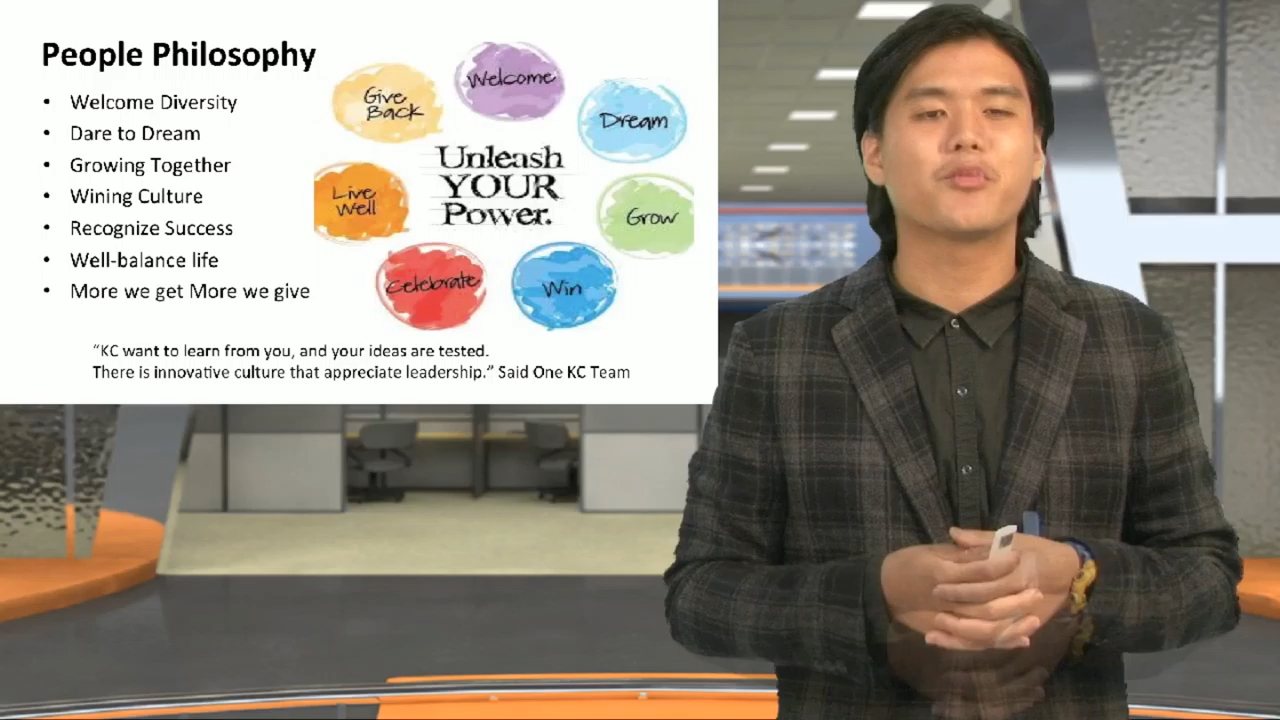 People Philosophy
• Welcome Diversity
• Dare to Dream
• Growing Together
• Wining Culture
• Recognize Success
• Well-balance life
• More we get More we give
Welcome
Give
Back
Dream
Unleash
YOUR
Power.
Live
Well
Grow
Celebrate
Win
“KC want to learn from you, and your ideas are tested.
There is innovative culture that appreciate leadership.” Said One KC Team